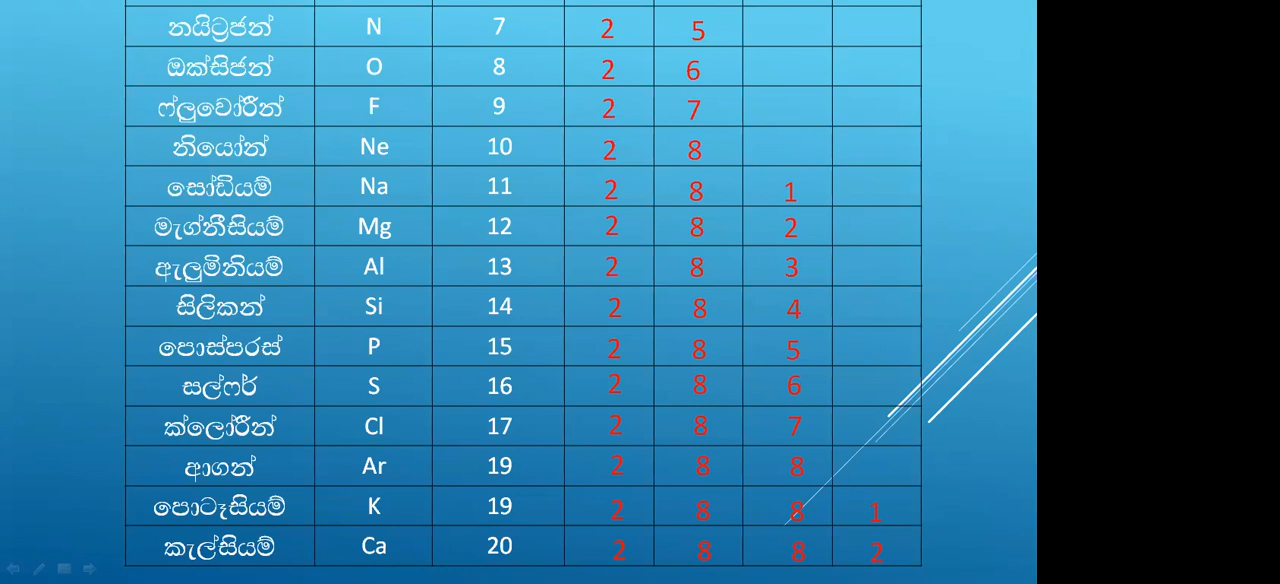 නයිට්‍රජන් N 7 2 5
ඔක්සිජන් O 8 2 6
ෆ්ලුවෝරීන් F 9 2 7
නියෝන් Ne 10 2 8
සෝඩියම් Na 11 2 8 1
මැග්නීසියම් Mg 12 2 8 2
ඇලුමිනියම් Al 13 2 8 3
සිලිකන් Si 14 2 8 4
පොස්පරස් P 15 2 8 5
සල්ෆර් S 16 2 8 6
ක්ලෝරීන් Cl 17 2 8 7
ආගන් Ar 19 2 8 8
පොටෑසියම් K 19 2 8 8 1
කැල්සියම් Ca 20 2 8 8 2